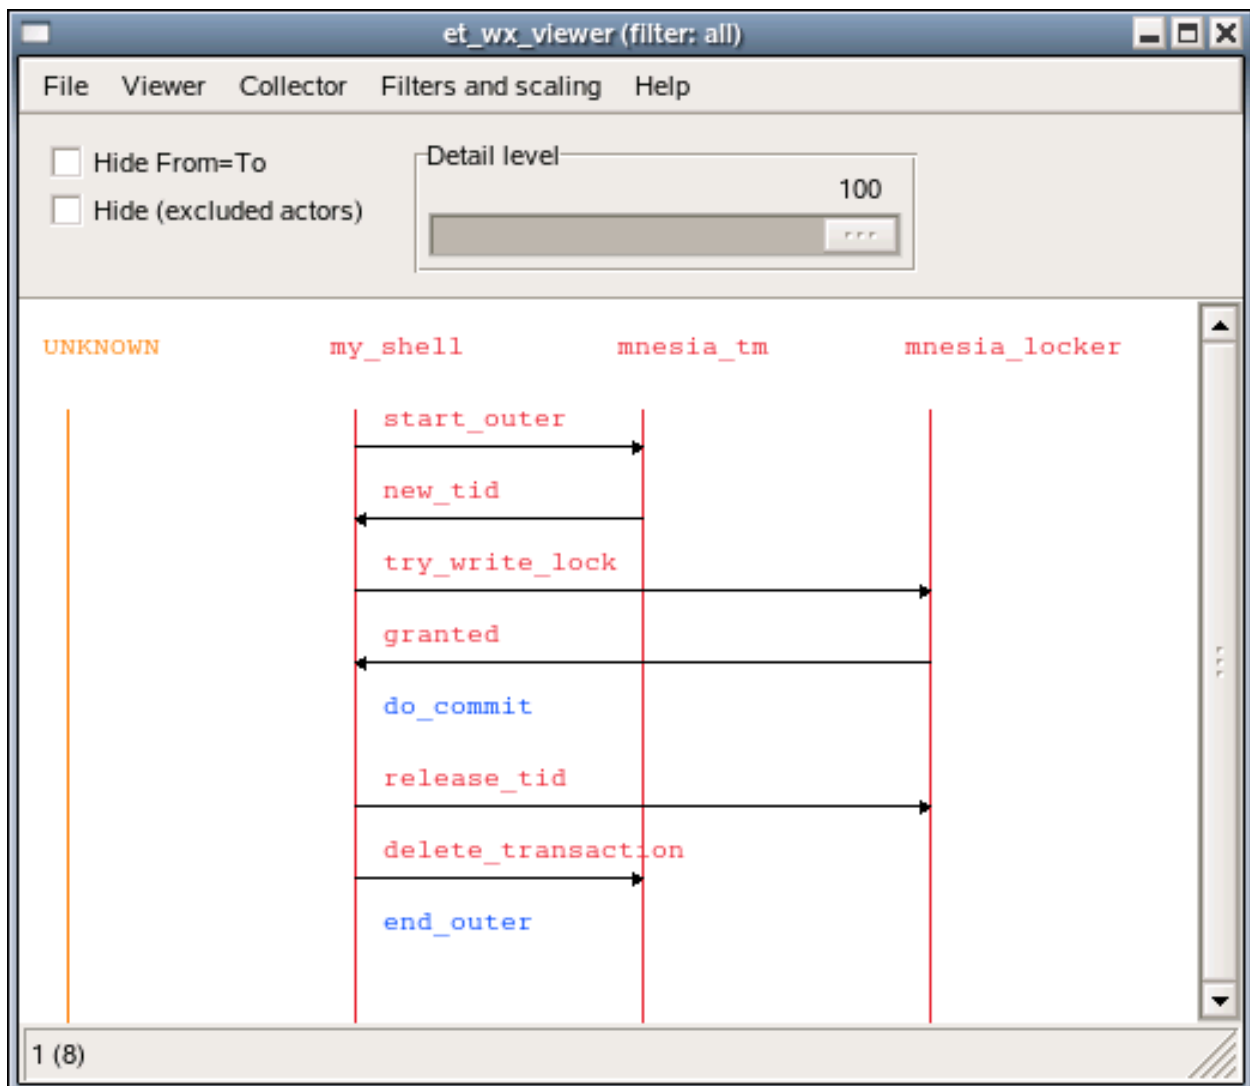 et_wx_viewer (filter: all)
File Viewer Collector Filters and scaling Help
Hide From=To
Hide (excluded actors)
Detail level
100
UNKNOWN my_shell mnesia_tm mnesia_locker
start_outer
new_tid
try_write_lock
granted
do_commit
release_tid
delete_transaction
end_outer
1 (8)